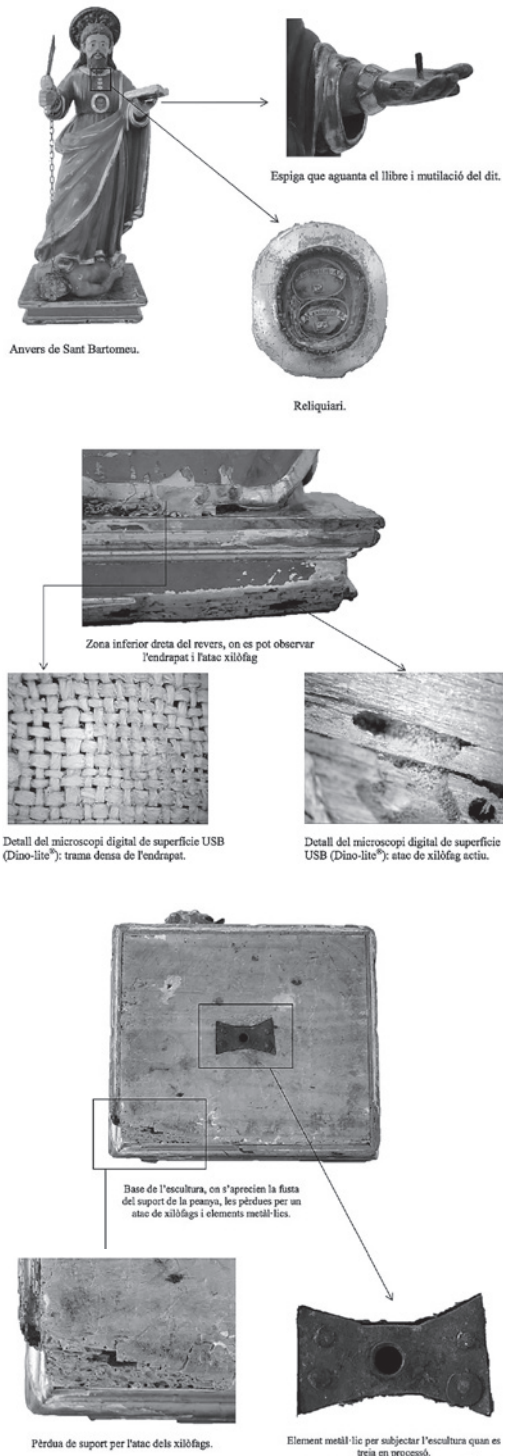 Espiga que aguanta el llibre i mutilació del dit.
Anvers de Sant Bartomeu.
Reliquiari.
Zona inferior dreta del revers, on es pot observar
l'endrapat i l'atac xilòfag
Detall del microscopi digital de superfície USB
(Dino-lite®): trama densa de l'endrapat.
Detall del microscopi digital de superfície
USB (Dino-lite®): atac de xilòfag actiu.
Base de l'escultura, on s'aprecien la fusta
del suport de la peanya, les pèrdues per un
atac de xilòfags i elements metàl·lics.
Pèrdua de suport per l'atac dels xilòfags.
Element metàl·lic per subjectar l'escultura quan es
treia en processó.